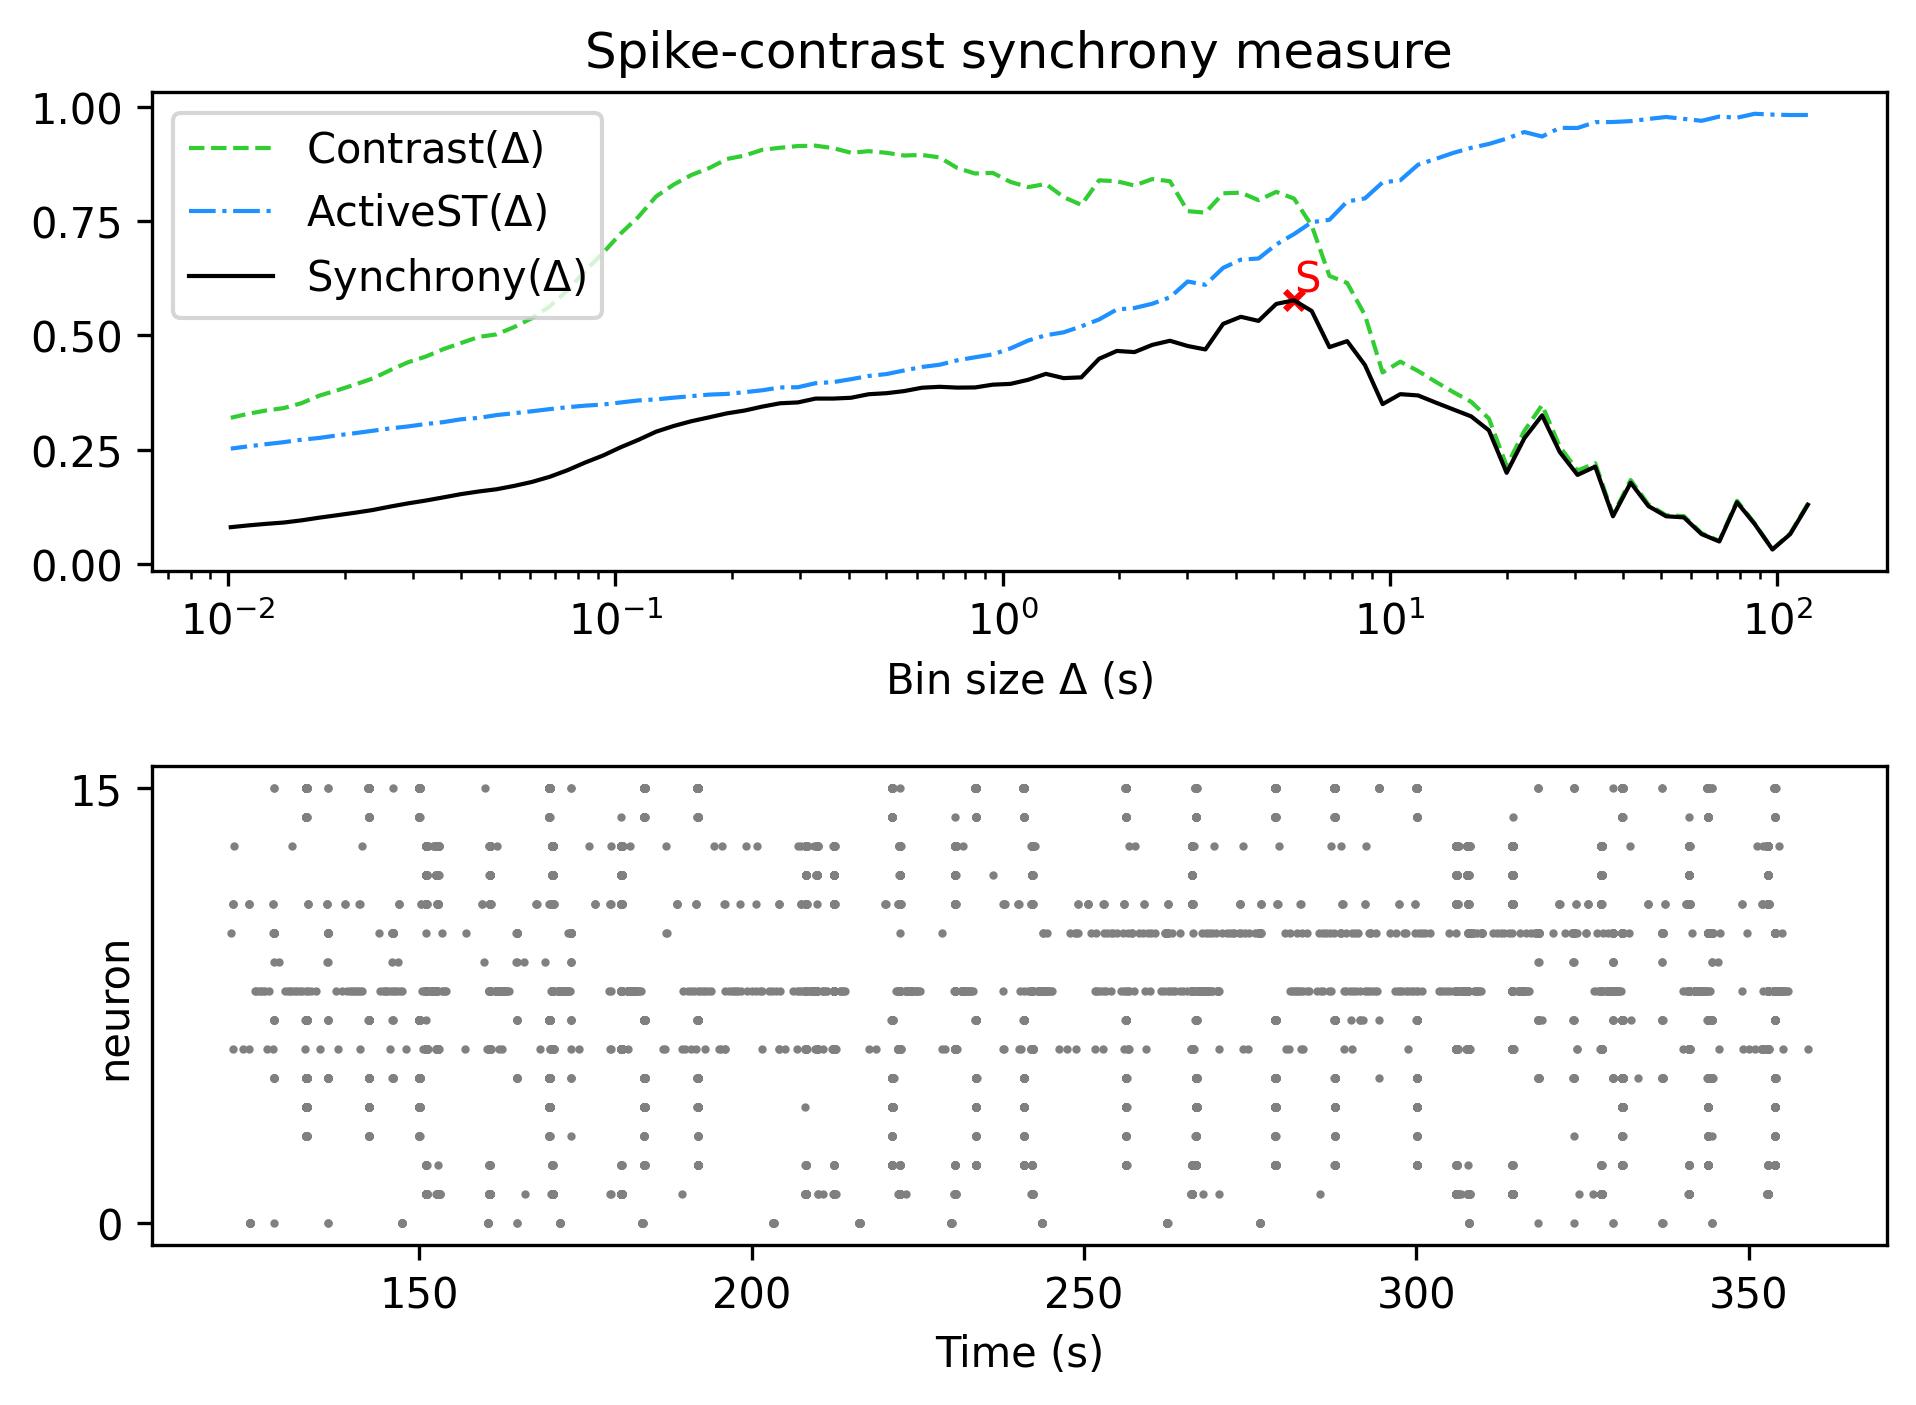 Spike-contrast synchrony measure
1.00
0.75
0.50
0.25
0.00
Contrast(Δ)
ActiveST(Δ)
Synchrony(Δ)
S
10⁻² 10⁻¹ 10⁰ 10¹ 10²
Bin size Δ (s)
15
0
neuron
150 200 250 300 350
Time (s)